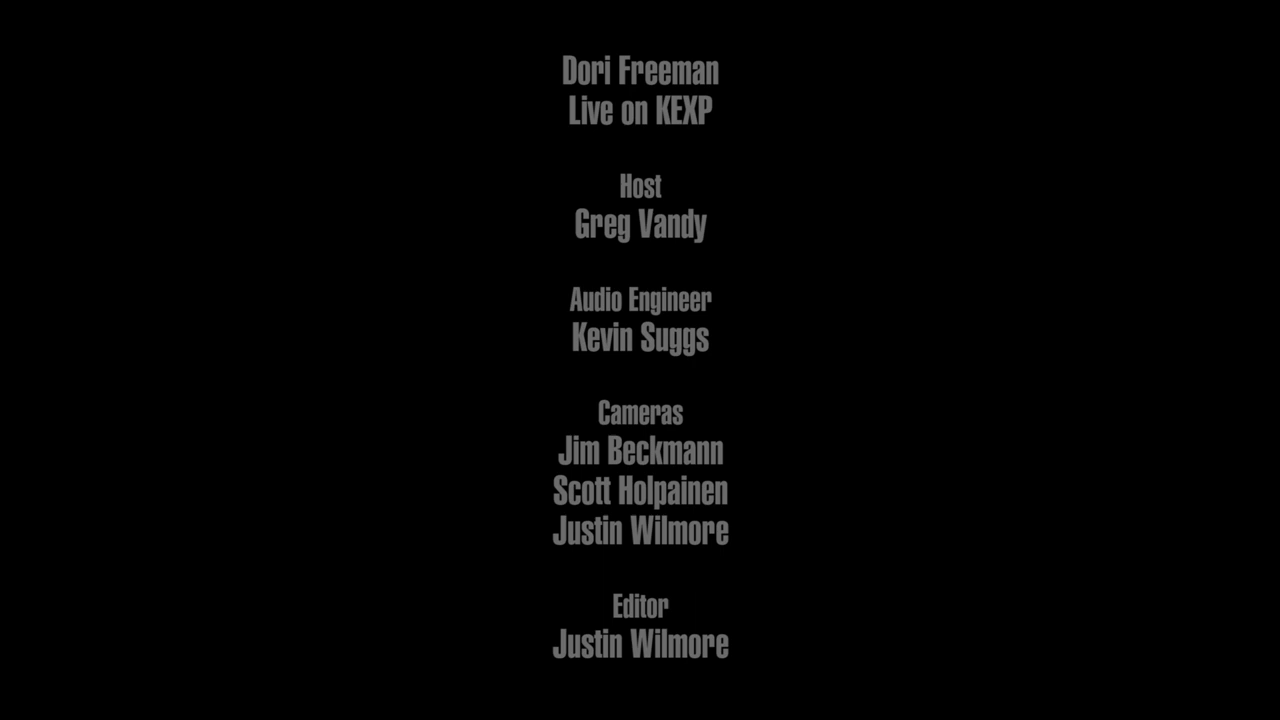 Dori Freeman
Live on KEXP
Host
Greg Vandy
Audio Engineer
Kevin Suggs
Cameras
Jim Beckmann
Scott Holpainen
Justin Wilmore
Editor
Justin Wilmore